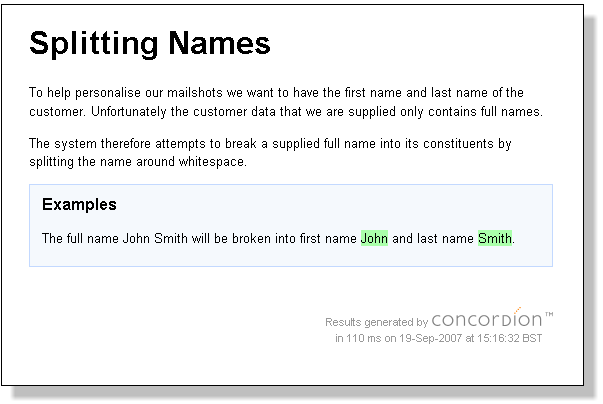 Splitting Names
To help personalise our mailshots we want to have the first name and last name of the
customer. Unfortunately the customer data that we are supplied only contains full names.
The system therefore attempts to break a supplied full name into its constituents by
splitting the name around whitespace.
Examples
The full name John Smith will be broken into first name John and last name Smith.
Results generated by concordion™
in 110 ms on 19-Sep-2007 at 15:16:32 BST